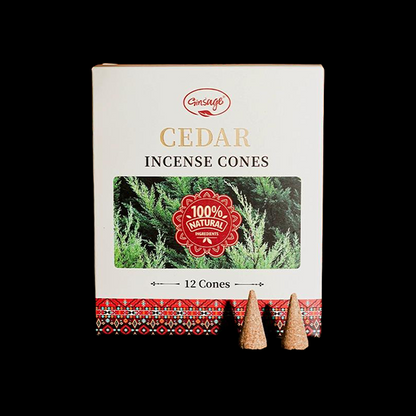 Ginsage
CEDAR
INCENSE CONES
100%
NATURAL
INGREDIENTS
12 Cones